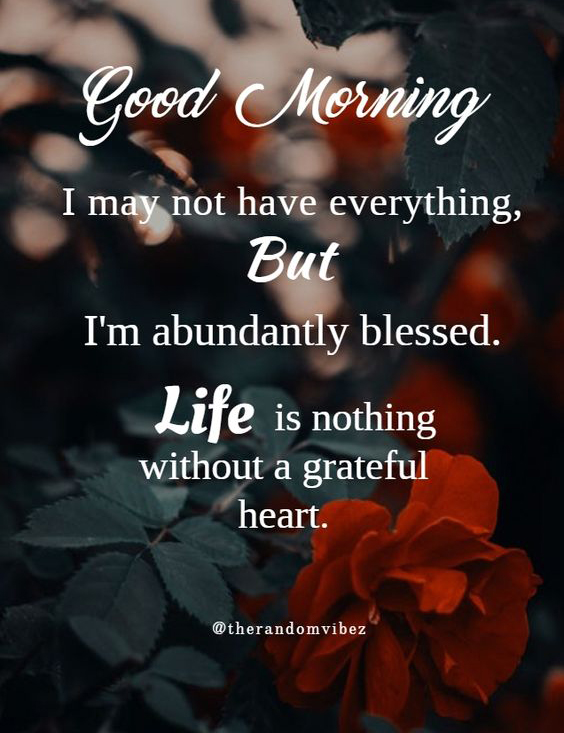 Good Morning
I may not have everything,
But
I'm abundantly blessed.
Life is nothing
without a grateful
heart.
@therandomvibez